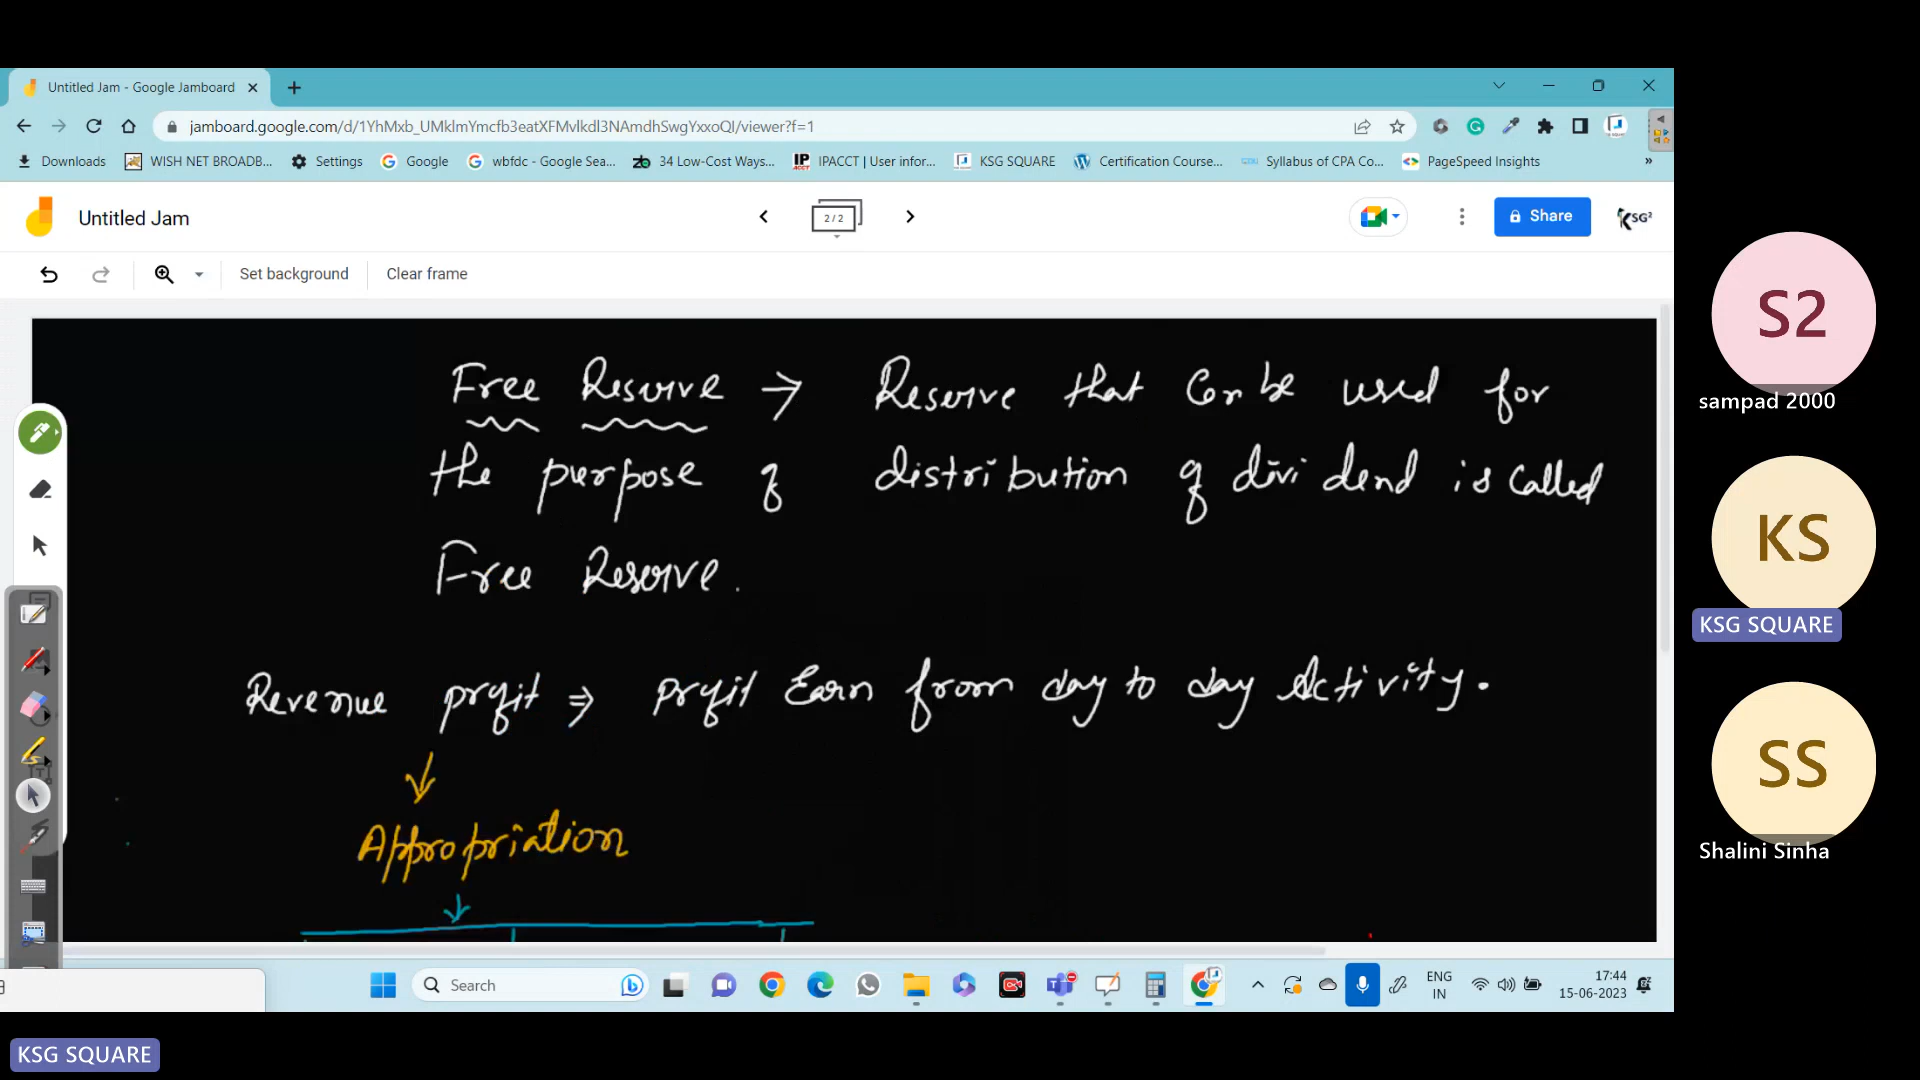 Untitled Jam - Google Jamboard
jamboard.google.com/d/1YhMxb_UMklmYmcfb3eatXFMvlkdl3NAmdhSwgYxxoQI/viewer?f=1
Downloads WISH NET BROADB... Settings Google wbfdc - Google Sea... 34 Low-Cost Ways... IPACCT | User infor... KSG SQUARE Certification Course... Syllabus of CPA Co... PageSpeed Insights »
Untitled Jam
2 / 2
Share
KSG²
Set background Clear frame
Free Reserve → Reserve that can be used for
the purpose of distribution of dividend is called
Free Reserve.
Revenue profit ⇒ profit Earn from day to day Activity.
Appropriation
S2
sampad 2000
KS
KSG SQUARE
SS
Shalini Sinha
Search
ENG
IN
17:44
15-06-2023
KSG SQUARE